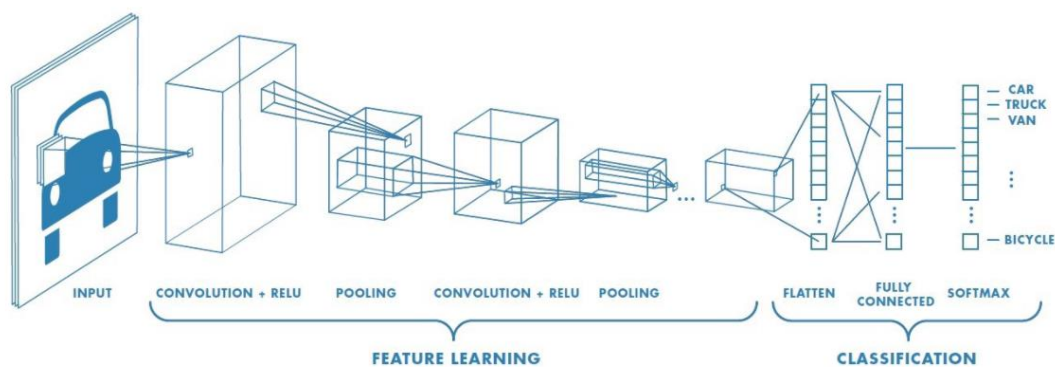 CAR
TRUCK
VAN
BICYCLE
INPUT
CONVOLUTION + RELU
POOLING
CONVOLUTION + RELU
POOLING
FLATTEN
FULLY
CONNECTED
SOFTMAX
FEATURE LEARNING
CLASSIFICATION